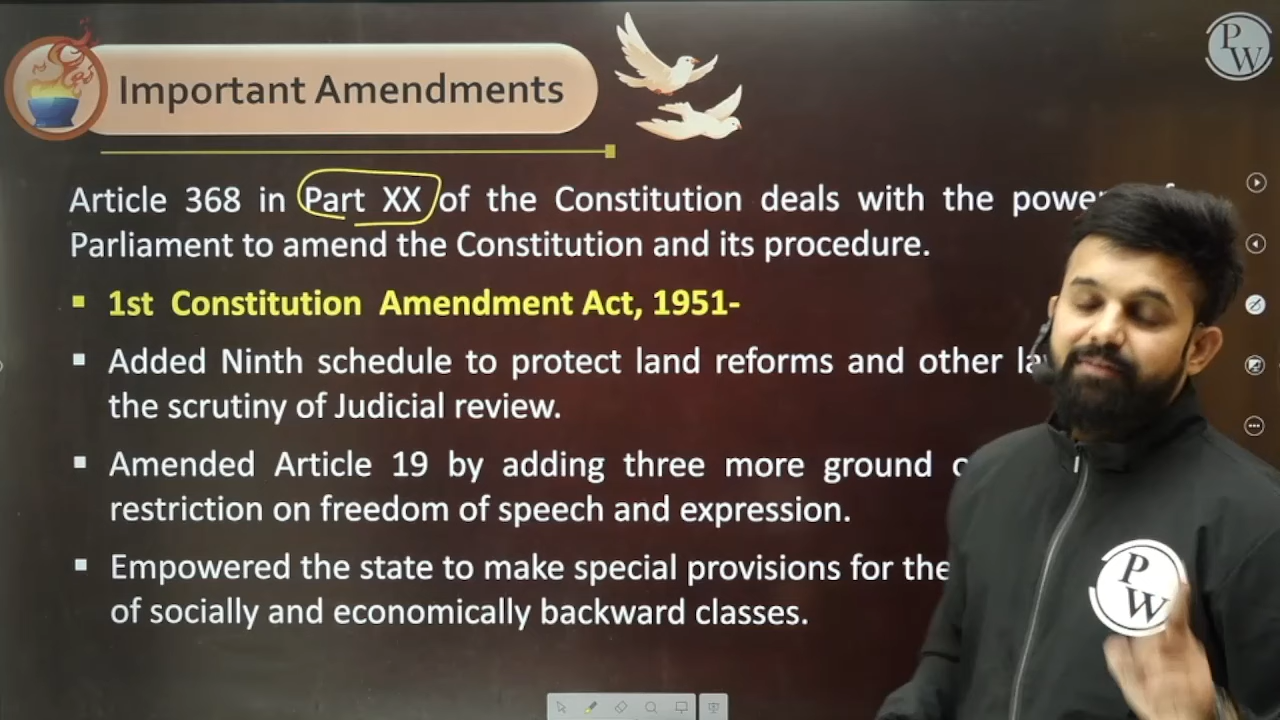 Important Amendments
PW
Article 368 in Part XX of the Constitution deals with the power
Parliament to amend the Constitution and its procedure.
1st Constitution Amendment Act, 1951-
Added Ninth schedule to protect land reforms and other
the scrutiny of Judicial review.
Amended Article 19 by adding three more ground
restriction on freedom of speech and expression.
Empowered the state to make special provisions for the
of socially and economically backward classes.
PW